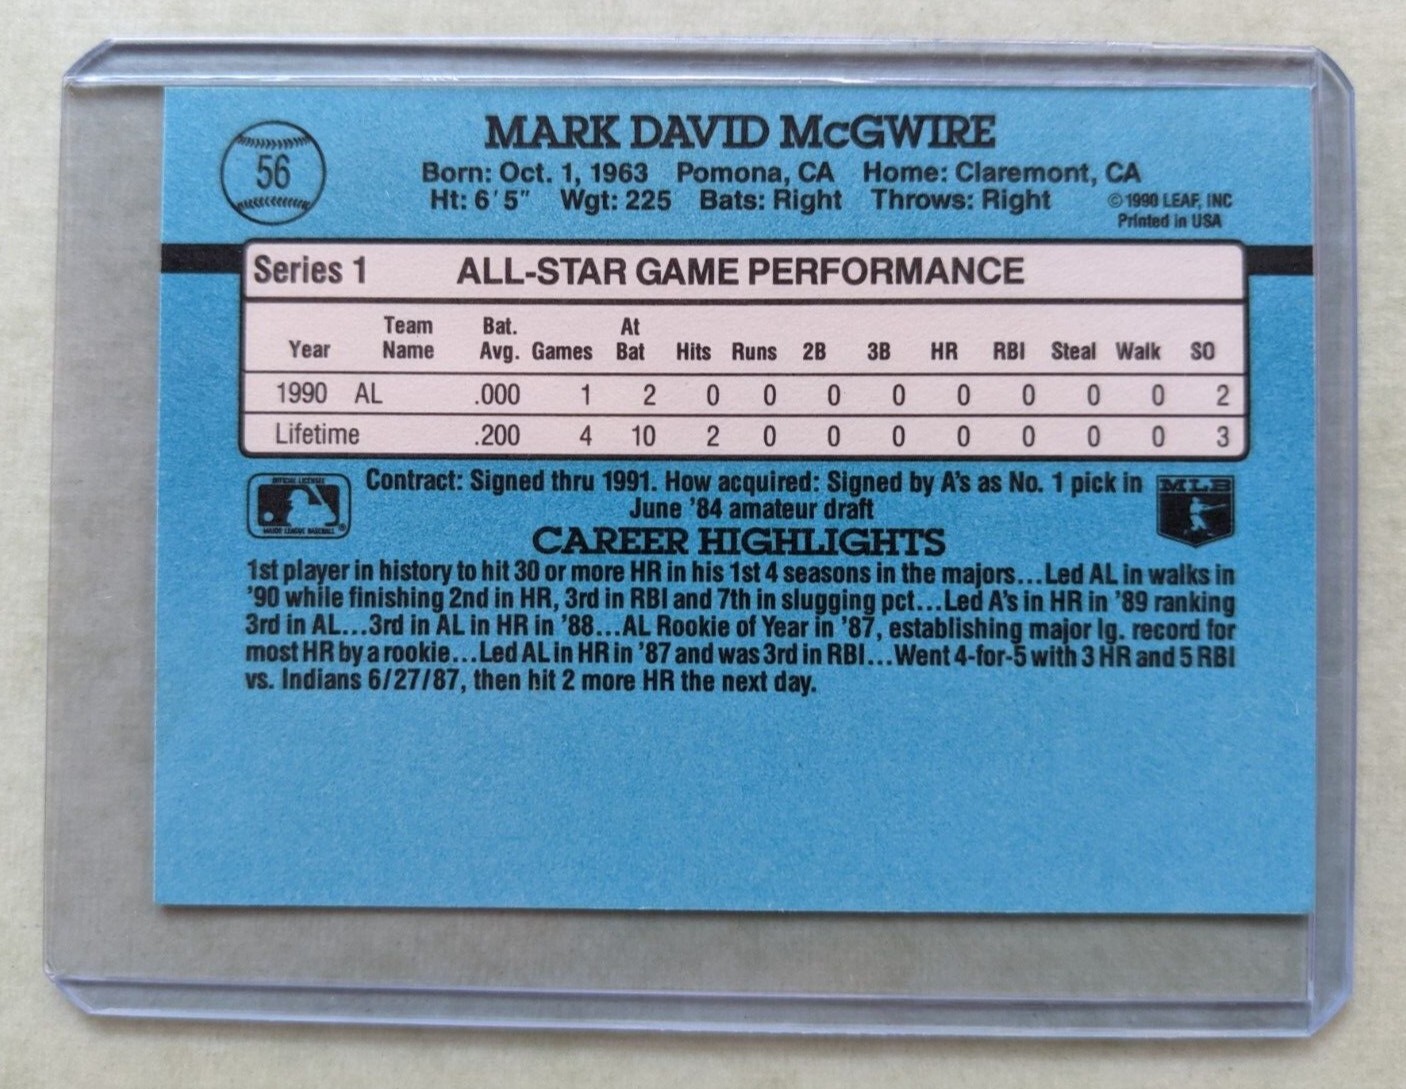 56
MARK DAVID McGWIRE
Born: Oct. 1, 1963 Pomona, CA Home: Claremont, CA
Ht: 6'5" Wgt: 225 Bats: Right Throws: Right
©1990 LEAF, INC
Printed in USA
Series 1 ALL-STAR GAME PERFORMANCE
Year Team Name Bat. Avg. Games At Bat Hits Runs 2B 3B HR RBI Steal Walk SO
1990 AL .000 1 2 0 0 0 0 0 0 0 0 2
Lifetime .200 4 10 2 0 0 0 0 0 0 0 3
OFFICIAL LICENSEE
MAJOR LEAGUE BASEBALL
®
Contract: Signed thru 1991. How acquired: Signed by A's as No. 1 pick in
June '84 amateur draft
MLB
CAREER HIGHLIGHTS
1st player in history to hit 30 or more HR in his 1st 4 seasons in the majors...Led AL in walks in
'90 while finishing 2nd in HR, 3rd in RBI and 7th in slugging pct...Led A's in HR in '89 ranking
3rd in AL...3rd in AL in HR in '88...AL Rookie of Year in '87, establishing major lg. record for
most HR by a rookie...Led AL in HR in '87 and was 3rd in RBI...Went 4-for-5 with 3 HR and 5 RBI
vs. Indians 6/27/87, then hit 2 more HR the next day.